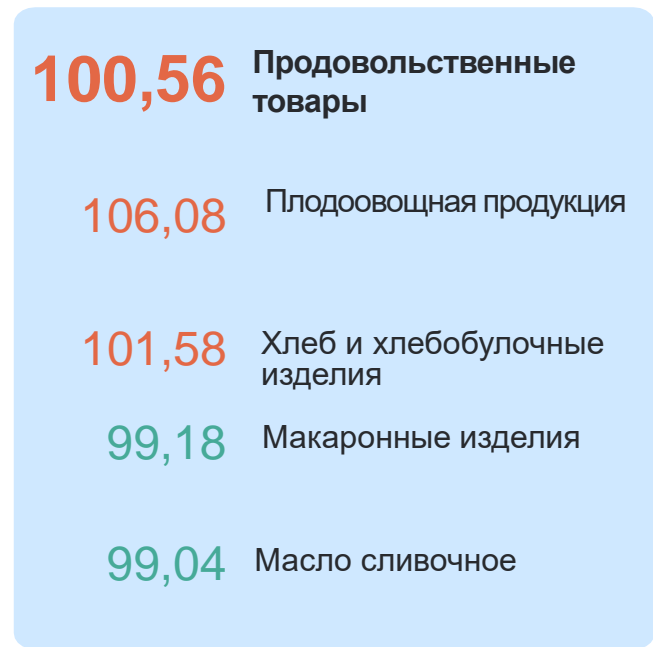 100,56 Продовольственные
товары
106,08 Плодоовощная продукция
101,58 Хлеб и хлебобулочные
изделия
99,18 Макаронные изделия
99,04 Масло сливочное